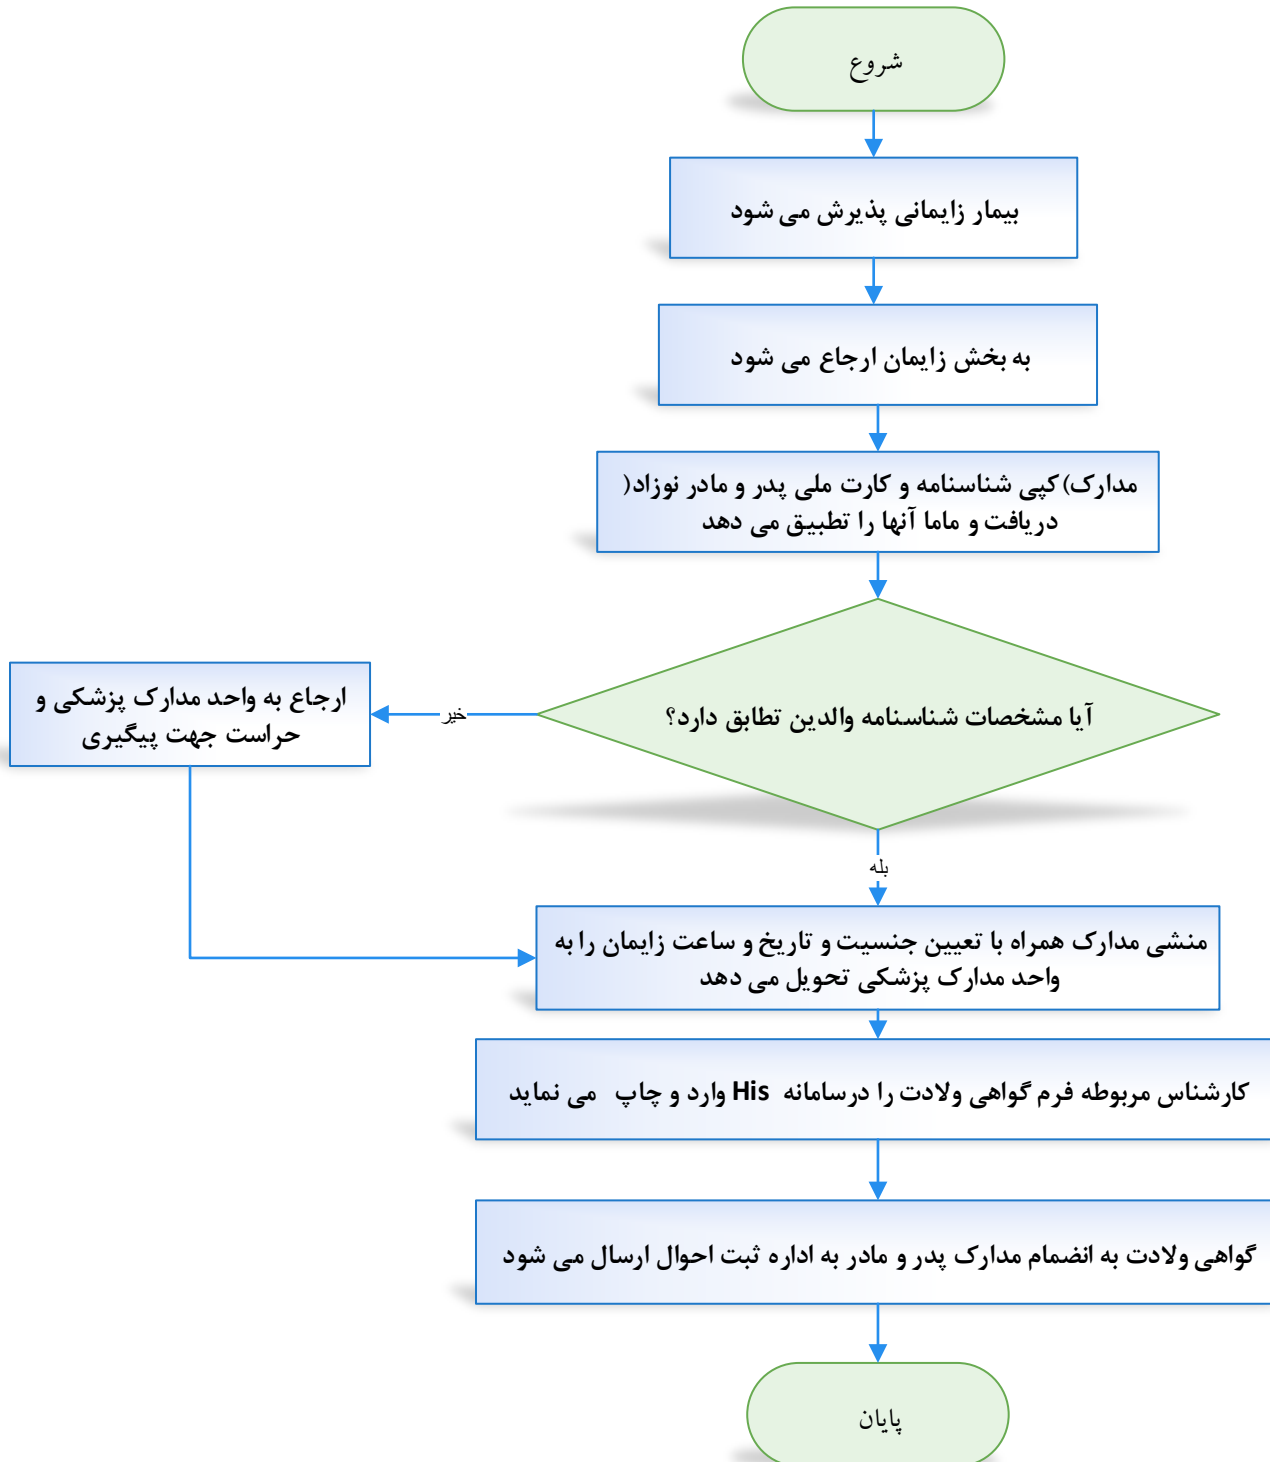 شروع
بیمار زایمانی پذیرش می شود
به بخش زایمان ارجاع می شود
مدارک)کپی شناسنامه و کارت ملی پدر و مادر نوزاد(
دریافت و ماما آنها را تطبیق می دهد
آیا مشخصات شناسنامه والدین تطابق دارد؟
خیر
ارجاع به واحد مدارک پزشکی و
حراست جهت پیگیری
بله
منشی مدارک همراه با تعیین جنسیت و تاریخ و ساعت زایمان را به
واحد مدارک پزشکی تحویل می دهد
کارشناس مربوطه فرم گواهی ولادت را درسامانه His وارد و چاپ می نماید
گواهی ولادت به انضمام مدارک پدر و مادر به اداره ثبت احوال ارسال می شود
پایان